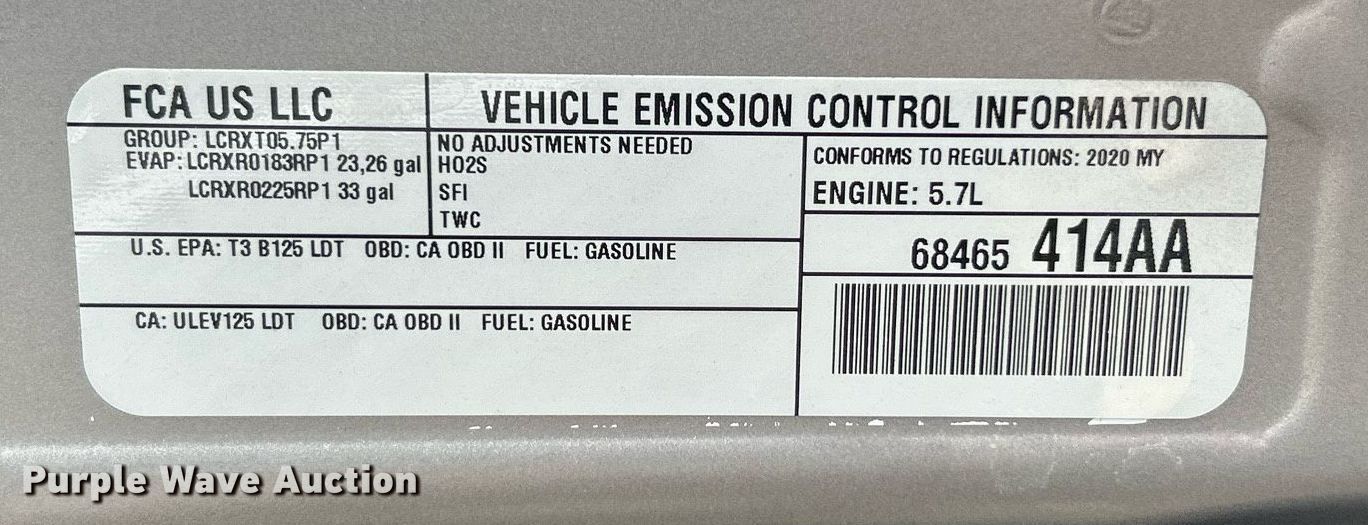 FCA US LLC
VEHICLE EMISSION CONTROL INFORMATION
GROUP: LCRXT05.75P1
EVAP: LCRXR0183RP1 23,26 gal
LCRXR0225RP1 33 gal
NO ADJUSTMENTS NEEDED
HO2S
SFI
TWC
CONFORMS TO REGULATIONS: 2020 MY
ENGINE: 5.7L
U.S. EPA: T3 B125 LDT OBD: CA OBD II FUEL: GASOLINE
68465 414AA
CA: ULEV125 LDT OBD: CA OBD II FUEL: GASOLINE
Purple Wave Auction